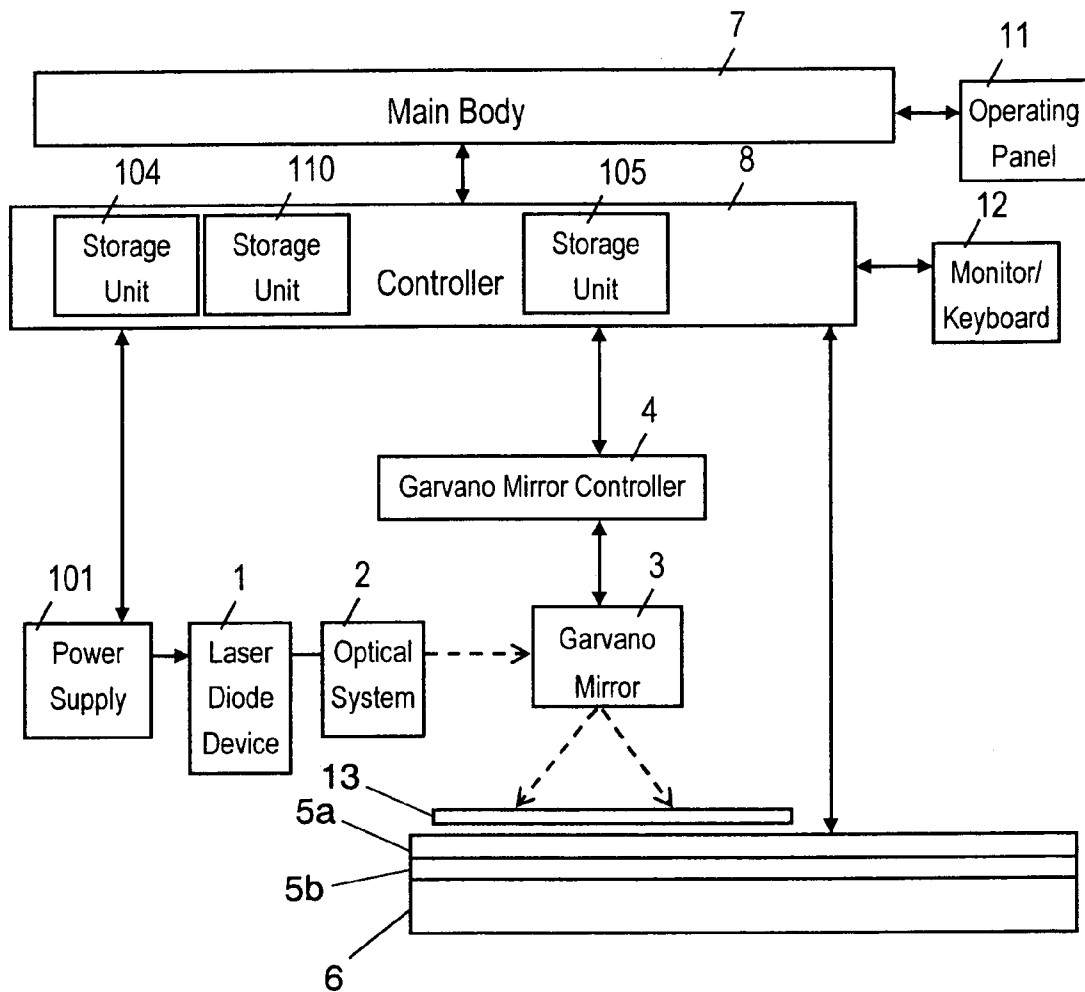 7
11
Main Body
Operating
Panel
104
110
105
8
12
Storage
Unit
Storage
Unit
Controller
Storage
Unit
Monitor/
Keyboard
4
Garvano Mirror Controller
101
1
2
3
Power
Supply
Laser
Diode
Device
Optical
System
Garvano
Mirror
13
5a
5b
6